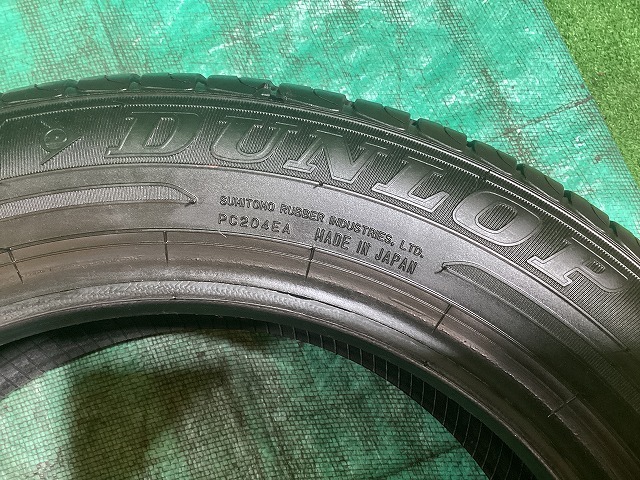 DUNLOP
SUMITOMO RUBBER INDUSTRIES, LTD.
PC204EA MADE IN JAPAN